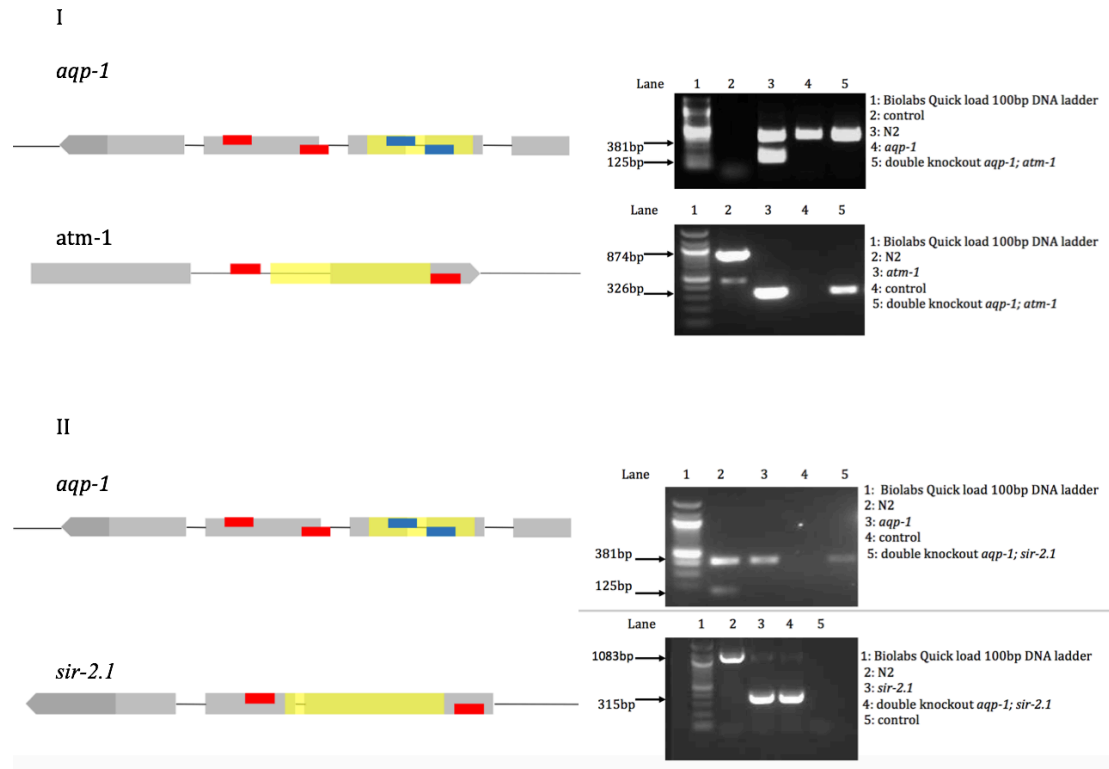 I
aqp-1
Lane 1 2 3 4 5
381bp
125bp
1: Biolabs Quick load 100bp DNA ladder
2: control
3: N2
4: aqp-1
5: double knockout aqp-1; atm-1
atm-1
Lane 1 2 3 4 5
874bp
326bp
1: Biolabs Quick load 100bp DNA ladder
2: N2
3: atm-1
4: control
5: double knockout aqp-1; atm-1
II
aqp-1
Lane 1 2 3 4 5
381bp
125bp
1: Biolabs Quick load 100bp DNA ladder
2: N2
3: aqp-1
4: control
5: double knockout aqp-1; sir-2.1
sir-2.1
Lane 1 2 3 4 5
1083bp
315bp
1: Biolabs Quick load 100bp DNA ladder
2: N2
3: sir-2.1
4: double knockout aqp-1; sir-2.1
5: control